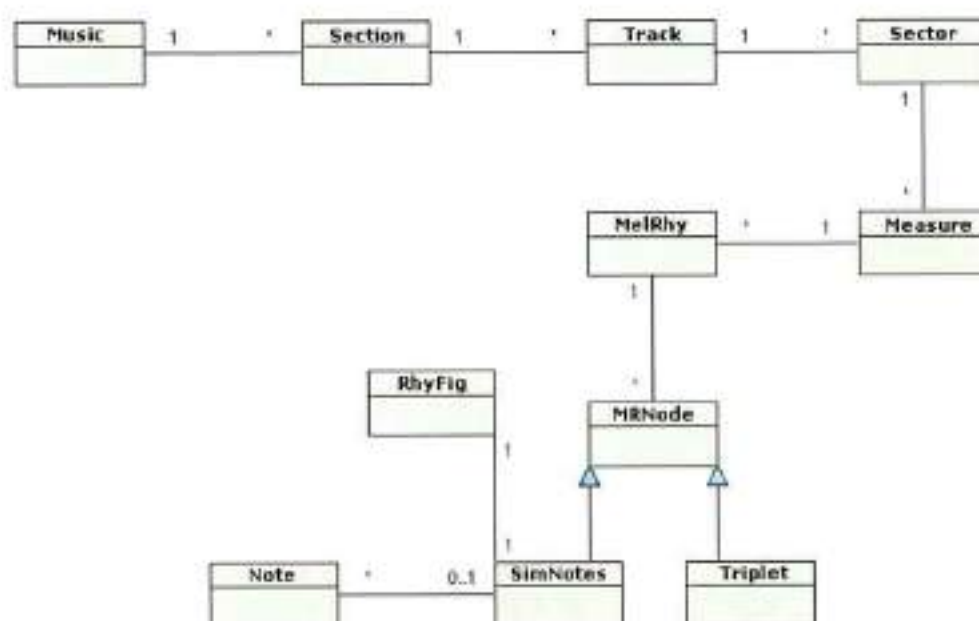 Music 1 * Section 1 * Track 1 * Sector
1
*
MelRhy * 1 Measure
1
*
RhyFig
MRNode
1
1
Note * 0..1 SimNotes Triplet